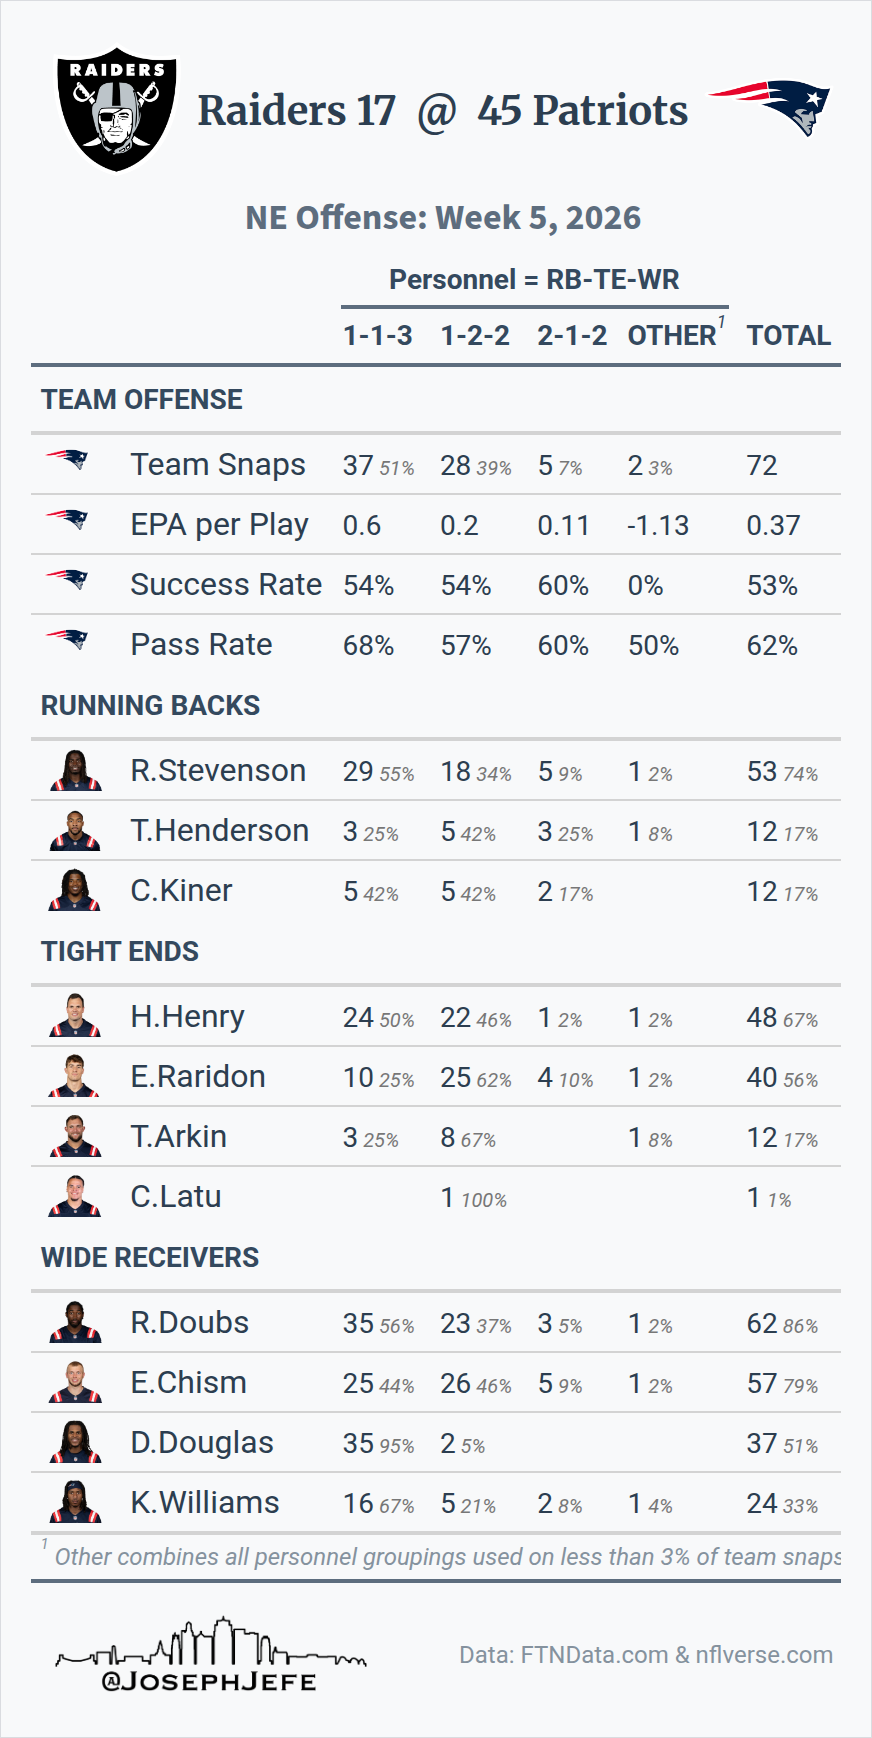 RAIDERS
Raiders 17 @ 45 Patriots
NE Offense: Week 5, 2026
Personnel = RB-TE-WR
1-1-3 1-2-2 2-1-2 OTHER1 TOTAL
TEAM OFFENSE
Team Snaps 37 51% 28 39% 5 7% 2 3% 72
EPA per Play 0.6 0.2 0.11 -1.13 0.37
Success Rate 54% 54% 60% 0% 53%
Pass Rate 68% 57% 60% 50% 62%
RUNNING BACKS
R.Stevenson 29 55% 18 34% 5 9% 1 2% 53 74%
T.Henderson 3 25% 5 42% 3 25% 1 8% 12 17%
C.Kiner 5 42% 5 42% 2 17% 12 17%
TIGHT ENDS
H.Henry 24 50% 22 46% 1 2% 1 2% 48 67%
E.Raridon 10 25% 25 62% 4 10% 1 2% 40 56%
T.Arkin 3 25% 8 67% 1 8% 12 17%
C.Latu 1 100% 1 1%
WIDE RECEIVERS
R.Doubs 35 56% 23 37% 3 5% 1 2% 62 86%
E.Chism 25 44% 26 46% 5 9% 1 2% 57 79%
D.Douglas 35 95% 2 5% 37 51%
K.Williams 16 67% 5 21% 2 8% 1 4% 24 33%
1 Other combines all personnel groupings used on less than 3% of team snaps
@JOSEPHJEFE
Data: FTNData.com & nflverse.com